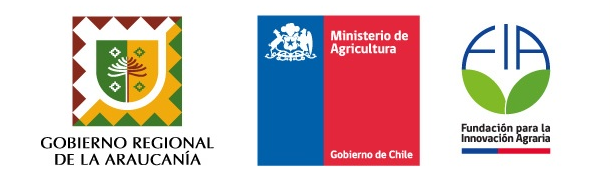 GOBIERNO REGIONAL
DE LA ARAUCANÍA
Ministerio de
Agricultura
Gobierno de Chile
FIA
Fundación para la
Innovación Agraria